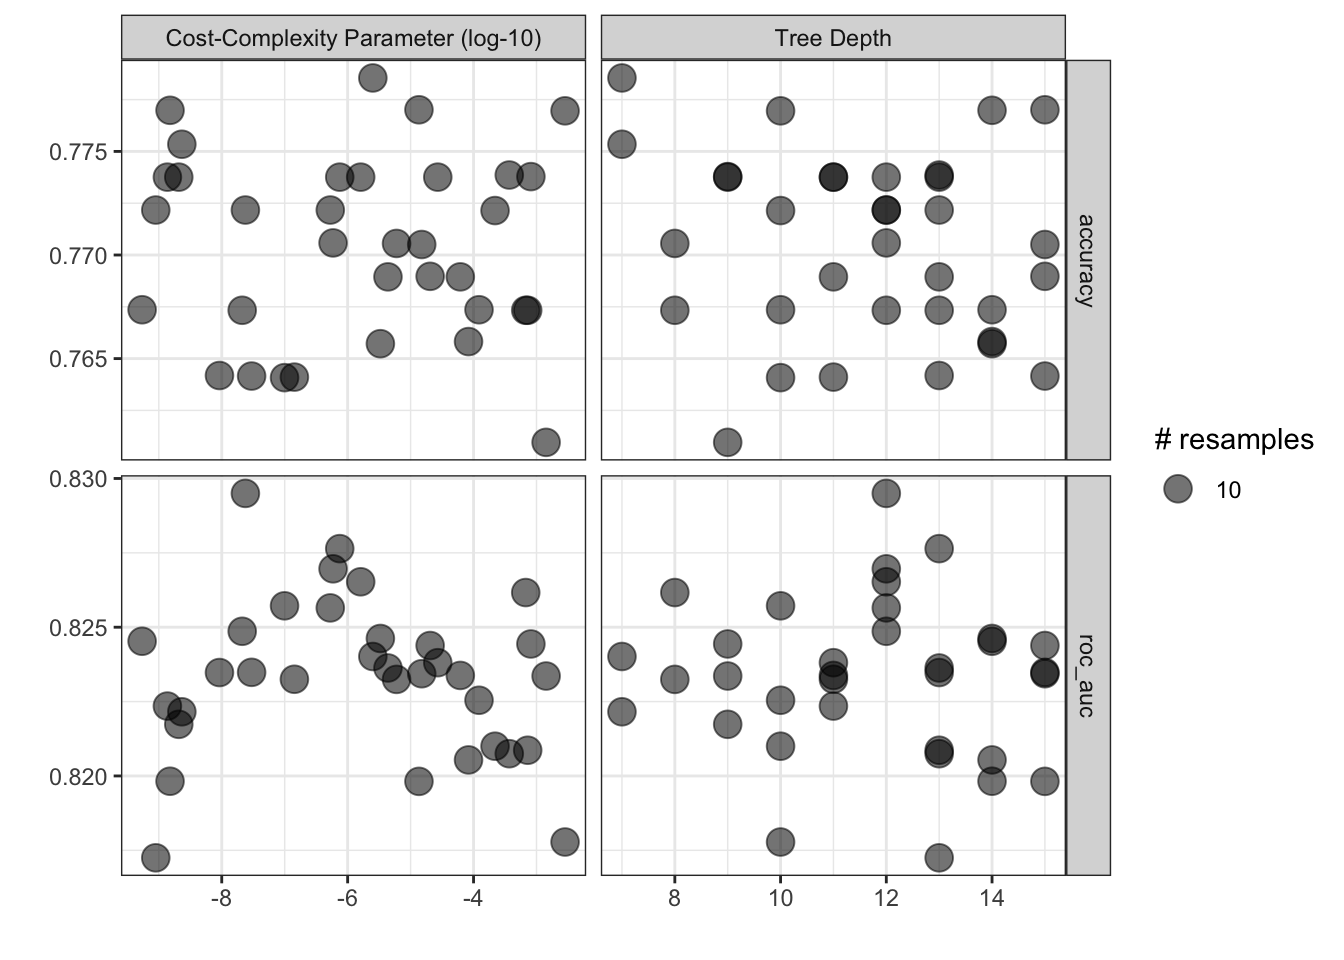 Cost-Complexity Parameter (log-10)
Tree Depth
0.775
0.770
0.765
accuracy
0.830
0.825
0.820
roc_auc
-8
-6
-4
8
10
12
14
# resamples
10